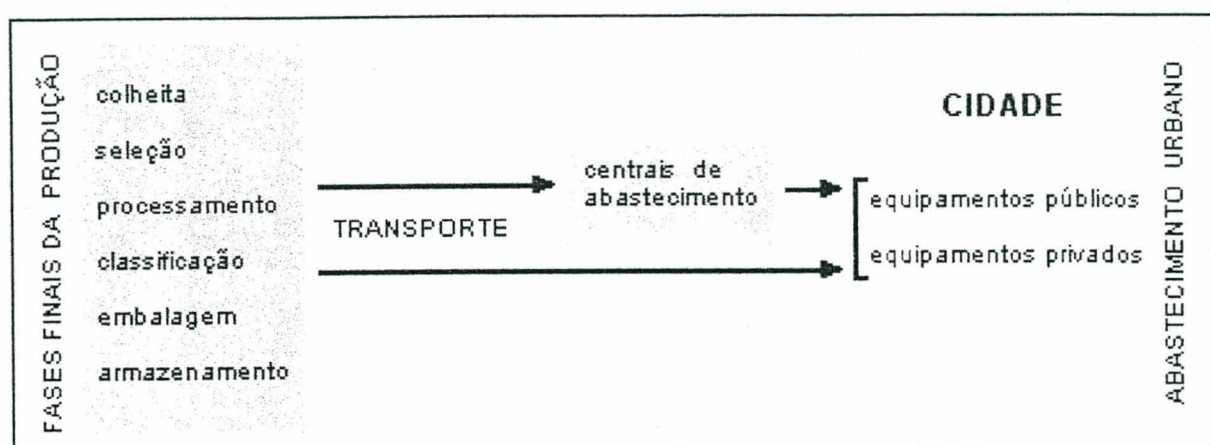 FASES FINAIS DA PRODUÇÃO
colheita
seleção
processamento
classificação
embalagem
armazenamento
TRANSPORTE
centrais de
abastecimento
CIDADE
equipamentos públicos
equipamentos privados
ABASTECIMENTO URBANO